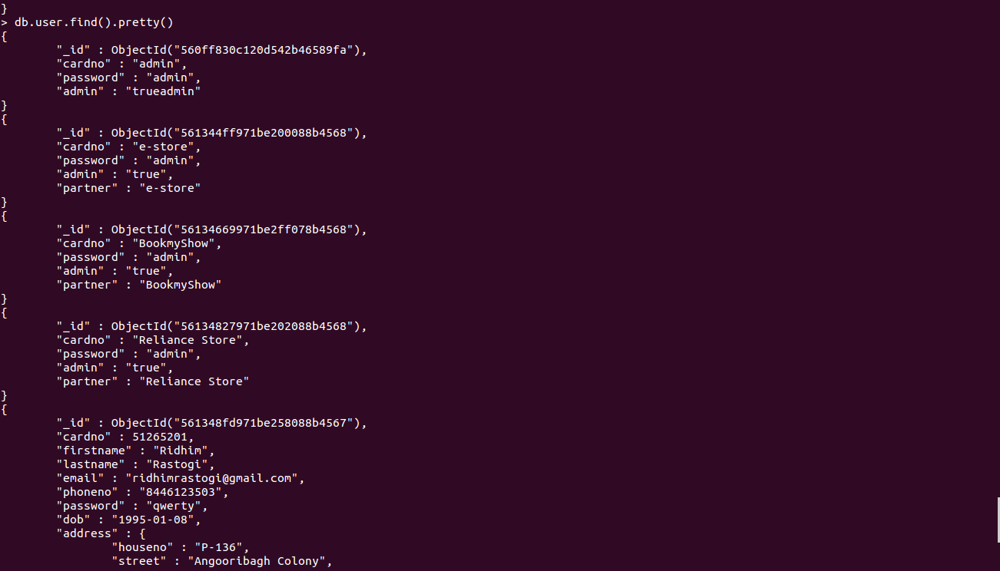 }
> db.user.find().pretty()
{
        "_id" : ObjectId("560ff830c120d542b46589fa"),
        "cardno" : "admin",
        "password" : "admin",
        "admin" : "trueadmin"
}
{
        "_id" : ObjectId("561344ff971be200088b4568"),
        "cardno" : "e-store",
        "password" : "admin",
        "admin" : "true",
        "partner" : "e-store"
}
{
        "_id" : ObjectId("56134669971be2ff078b4568"),
        "cardno" : "BookmyShow",
        "password" : "admin",
        "admin" : "true",
        "partner" : "BookmyShow"
}
{
        "_id" : ObjectId("56134827971be202088b4568"),
        "cardno" : "Reliance Store",
        "password" : "admin",
        "admin" : "true",
        "partner" : "Reliance Store"
}
{
        "_id" : ObjectId("561348fd971be258088b4567"),
        "cardno" : 51265201,
        "firstname" : "Ridhim",
        "lastname" : "Rastogi",
        "email" : "ridhimrastogi@gmail.com",
        "phoneno" : "8446123503",
        "password" : "qwerty",
        "dob" : "1995-01-08",
        "address" : {
                "houseno" : "P-136",
                "street" : "Angooribagh Colony",